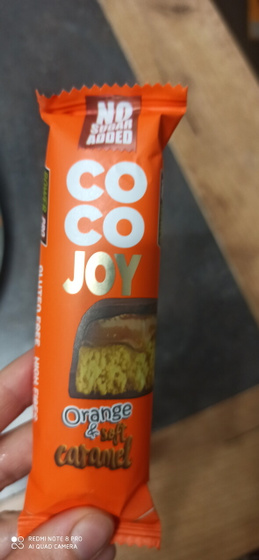 NO
SUGAR
ADDED
CO
CO
JOY
GLUTEN FREE HIGH FIBER
Orange
& soft
caramel
REDMI NOTE 8 PRO
AI QUAD CAMERA